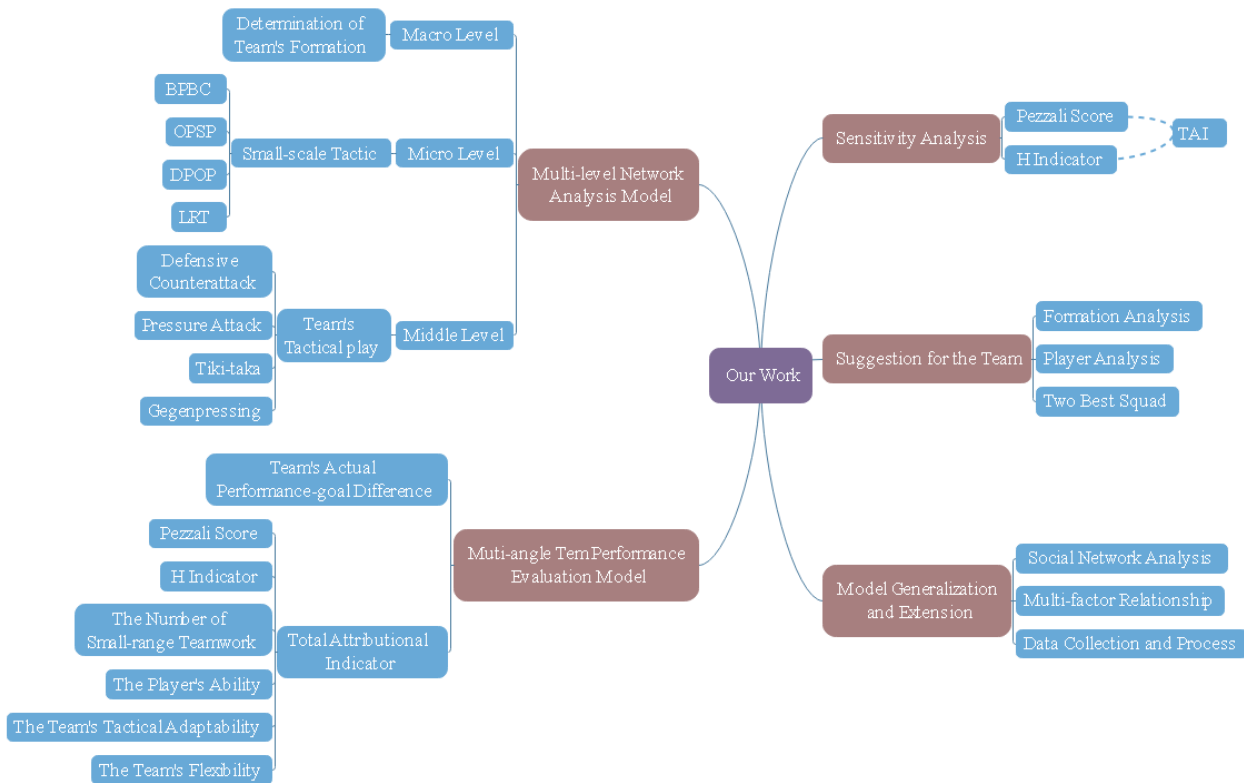 Determination of
Team's Formation
Macro Level
BPBC
OPSP
DPOP
LRT
Small-scale Tactic
Micro Level
Defensive
Counterattack
Pressure Attack
Tiki-taka
Gegenpressing
Team's
Tactical play
Middle Level
Multi-level Network
Analysis Model
Team's Actual
Performance-goal Difference
Pezzali Score
H Indicator
The Number of
Small-range Teamwork
The Player's Ability
The Team's Tactical Adaptability
The Team's Flexibility
Total Attributional
Indicator
Muti-angle Tem Performance
Evaluation Model
Our Work
Sensitivity Analysis
Pezzali Score
H Indicator
TAI
Suggestion for the Team
Formation Analysis
Player Analysis
Two Best Squad
Model Generalization
and Extension
Social Network Analysis
Multi-factor Relationship
Data Collection and Process